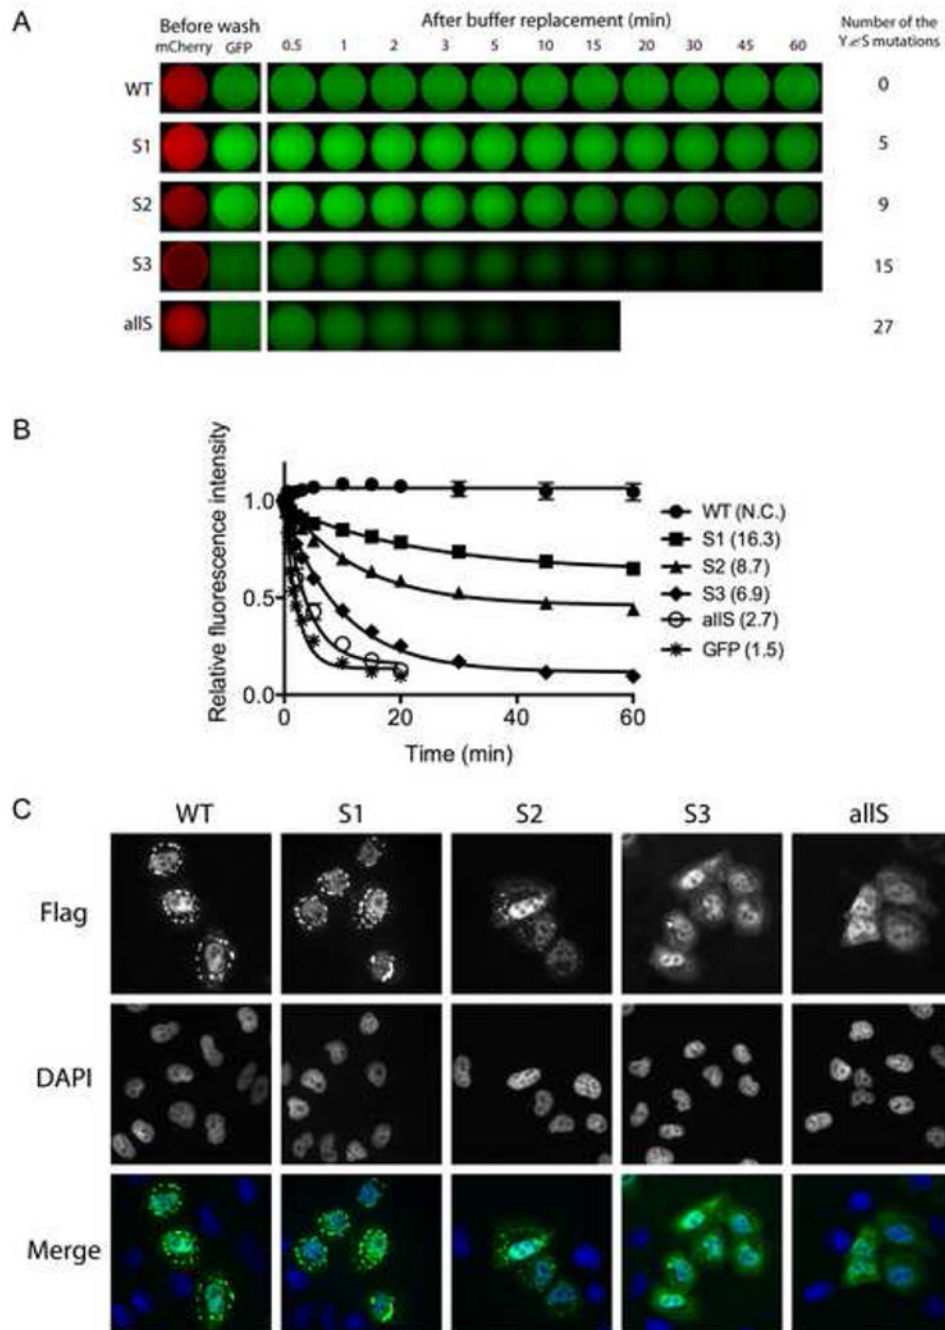 A
Before wash
After buffer replacement (min)
Number of the
mutations
mCherry GFP 0.5 1 2 3 5 10 15 20 30 45 60
WT 0
S1 5
S2 9
S3 15
allS 27
B
Relative fluorescence intensity
1.0
0.5
0.0
0 20 40 60
Time (min)
WT (N.C.)
S1 (16.3)
S2 (8.7)
S3 (6.9)
allS (2.7)
GFP (1.5)
C
WT S1 S2 S3 allS
Flag
DAPI
Merge